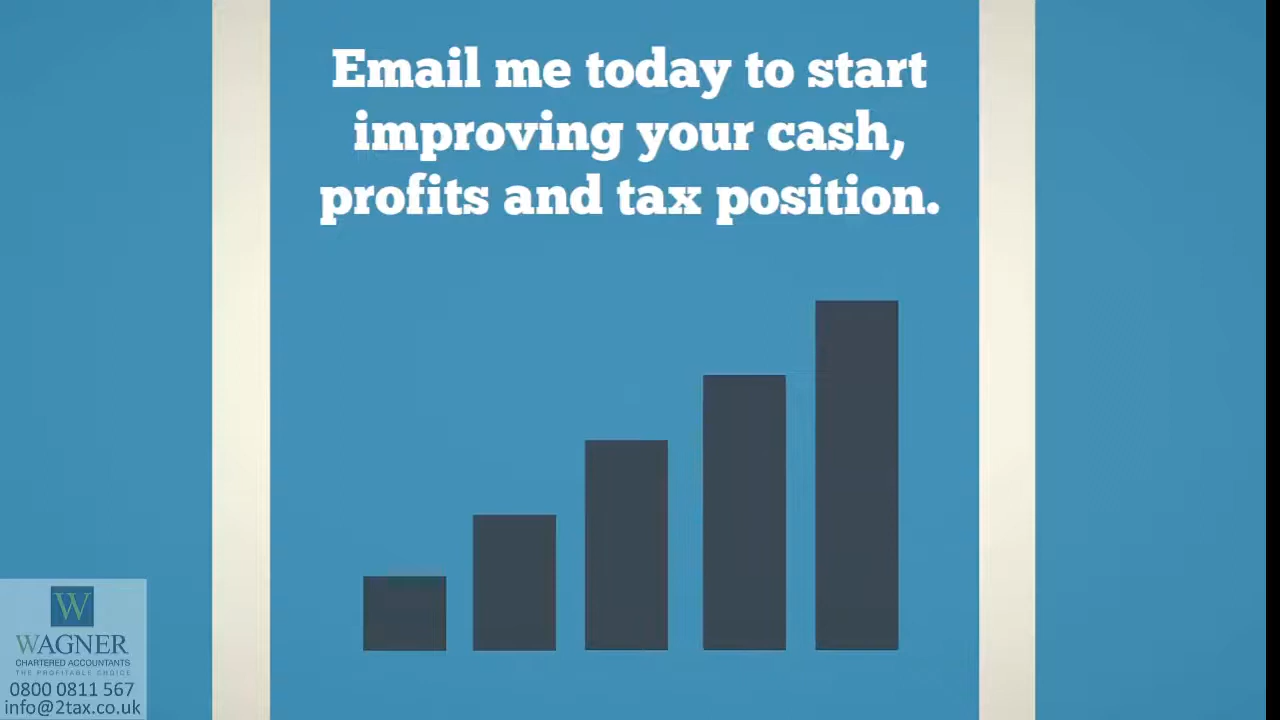 Email me today to start
improving your cash,
profits and tax position.
W
WAGNER
CHARTERED ACCOUNTANTS
THE PROFITABLE CHOICE
0800 0811 567
info@2tax.co.uk